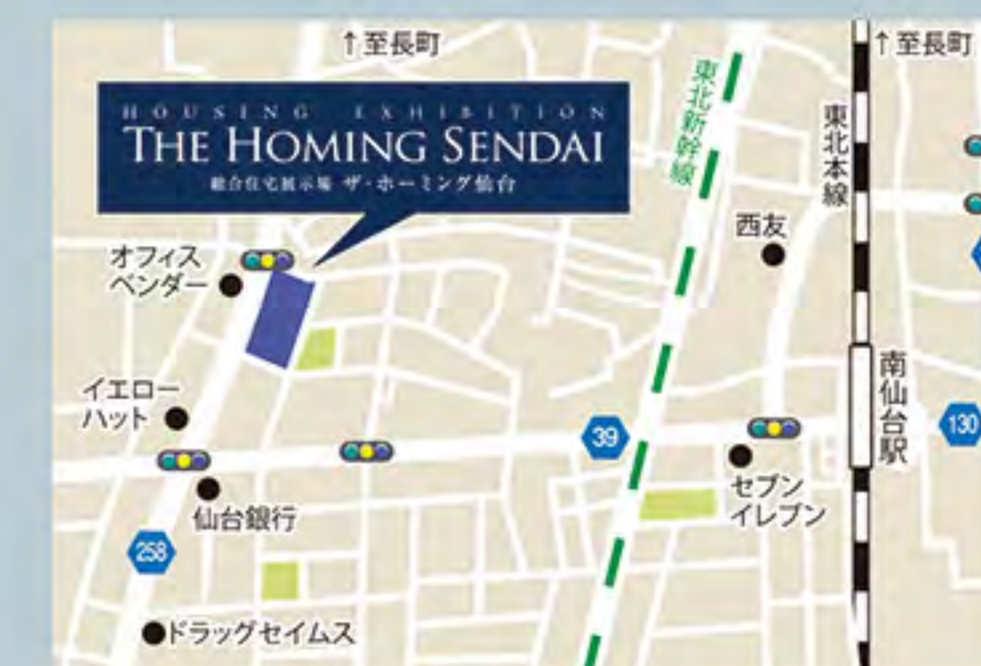 ↑至長町
↑至長町
HOUSING EXHIBITION
THE HOMING SENDAI
総合住宅展示場 ザ・ホーミング仙台
東北新幹線
東北本線
西友
オフィス
ベンダー
イエロー
ハット
39
130
南仙台駅
セブン
イレブン
仙台銀行
258
ドラッグセイムス